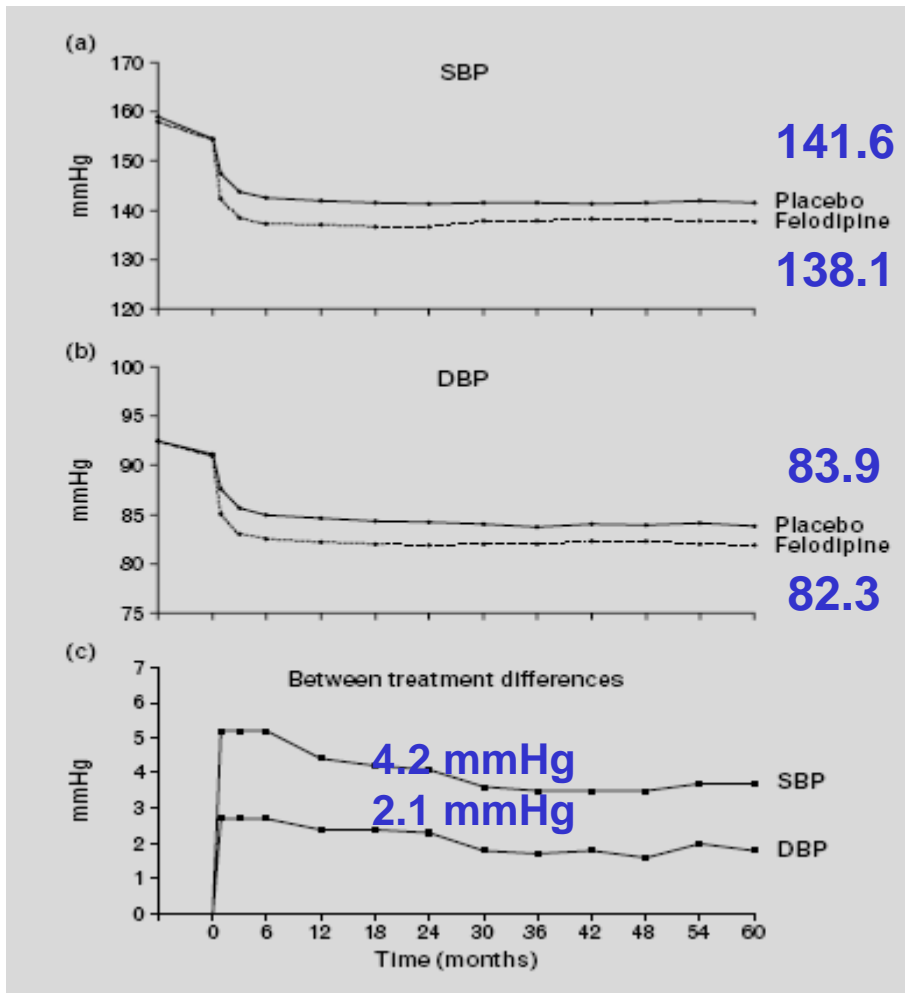 (a)
SBP
mmHg
170
160
150
140
130
120
141.6
Placebo
Felodipine
138.1
(b)
DBP
mmHg
100
95
90
85
80
75
83.9
Placebo
Felodipine
82.3
(c)
Between treatment differences
mmHg
7
6
5
4
3
2
1
0
4.2 mmHg
2.1 mmHg
SBP
DBP
0 6 12 18 24 30 36 42 48 54 60
Time (months)